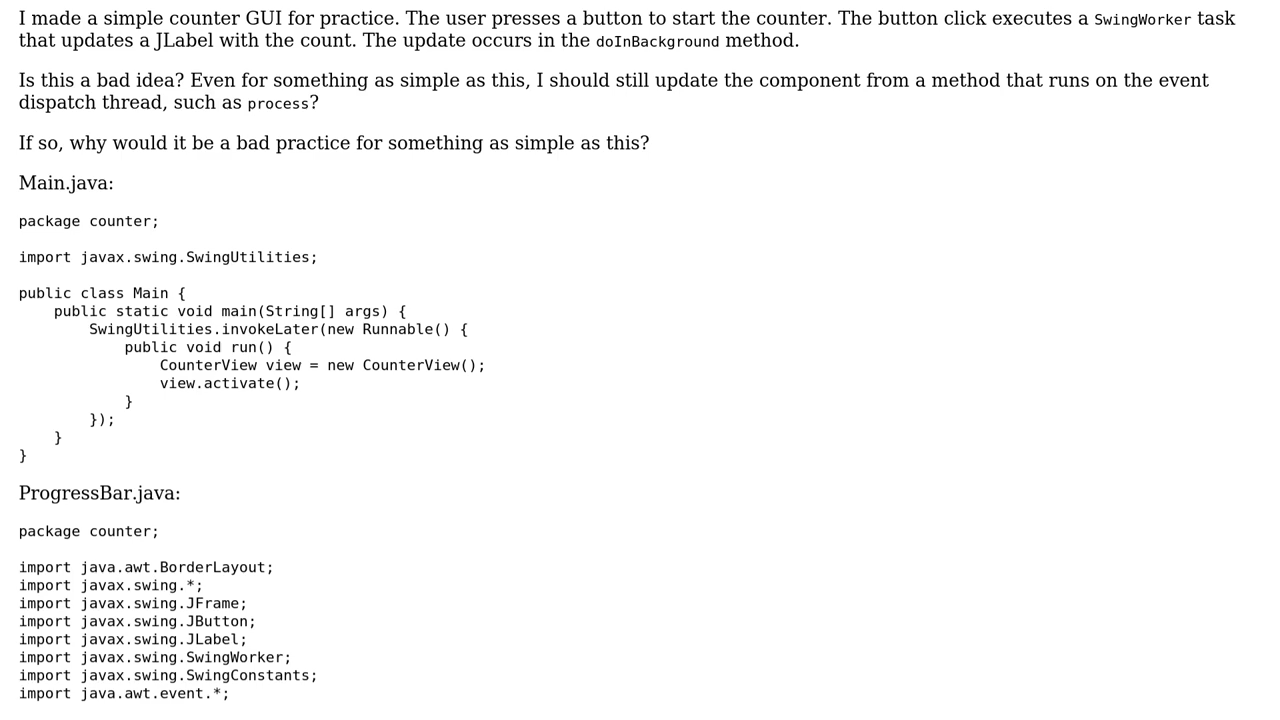 I made a simple counter GUI for practice. The user presses a button to start the counter. The button click executes a SwingWorker task
that updates a JLabel with the count. The update occurs in the doInBackground method.
Is this a bad idea? Even for something as simple as this, I should still update the component from a method that runs on the event
dispatch thread, such as process?
If so, why would it be a bad practice for something as simple as this?
Main.java:
package counter;
import javax.swing.SwingUtilities;
public class Main {
    public static void main(String[] args) {
        SwingUtilities.invokeLater(new Runnable() {
            public void run() {
                CounterView view = new CounterView();
                view.activate();
            }
        });
    }
}
ProgressBar.java:
package counter;
import java.awt.BorderLayout;
import javax.swing.*;
import javax.swing.JFrame;
import javax.swing.JButton;
import javax.swing.JLabel;
import javax.swing.SwingWorker;
import javax.swing.SwingConstants;
import java.awt.event.*;